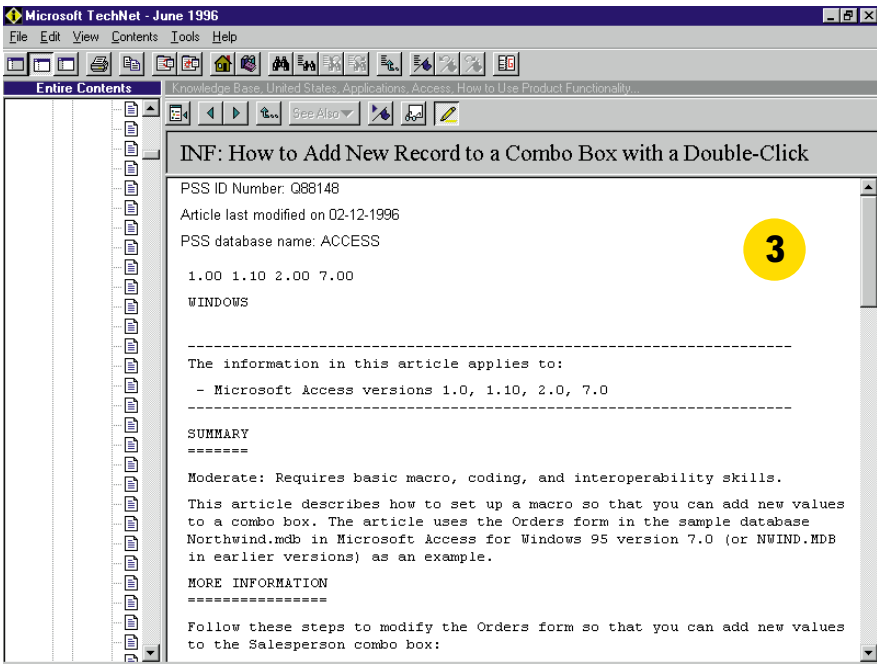 Microsoft TechNet - June 1996
File Edit View Contents Tools Help
Entire Contents
Knowledge Base, United States, Applications, Access, How to Use Product Functionality...
See Also
INF: How to Add New Record to a Combo Box with a Double-Click
PSS ID Number: Q88148
Article last modified on 02-12-1996
PSS database name: ACCESS
3
1.00 1.10 2.00 7.00
WINDOWS
----------------------------------------------------------------------
The information in this article applies to:
- Microsoft Access versions 1.0, 1.10, 2.0, 7.0
----------------------------------------------------------------------
SUMMARY
=======
Moderate: Requires basic macro, coding, and interoperability skills.
This article describes how to set up a macro so that you can add new values
to a combo box. The article uses the Orders form in the sample database
Northwind.mdb in Microsoft Access for Windows 95 version 7.0 (or NWIND.MDB
in earlier versions) as an example.
MORE INFORMATION
================
Follow these steps to modify the Orders form so that you can add new values
to the Salesperson combo box: